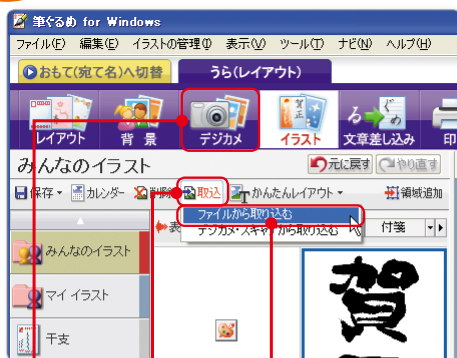 筆ぐるめ for Windows
ファイル(F) 編集(E) イラストの管理(I) 表示(V) ツール(T) ナビ(N) ヘルプ(H)
おもて(宛て名)へ切替 うら(レイアウト)
レイアウト 背景 デジカメ イラスト 文章差し込み 印
みんなのイラスト 元に戻す やり直す
保存 カレンダー 削除 取込 かんたんレイアウト 領域追加
表 ファイルから取り込む 付箋
デジカメ・スキャナから取り込む
みんなのイラスト
マイ イラスト
干支
賀